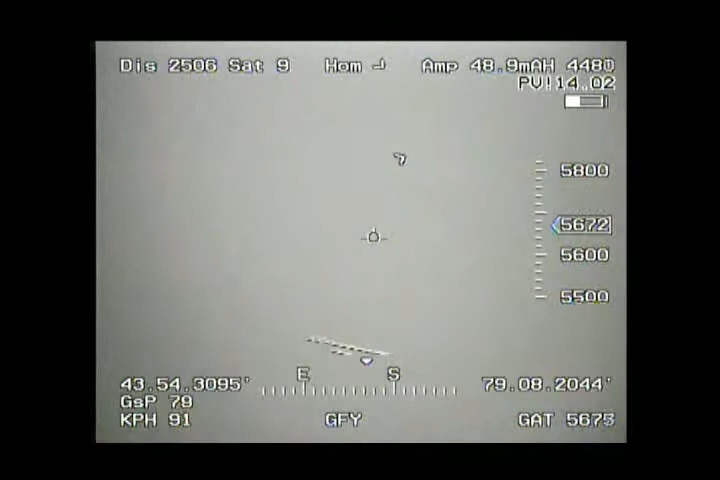 Dis 2506 Sat 9 Hom Amp 48.9mAH 4480
PV!14.02
5800
5672
5600
5500
E S
43.54.3095' 79.08.2044'
GsP 79
KPH 91 GFY GAT 5673